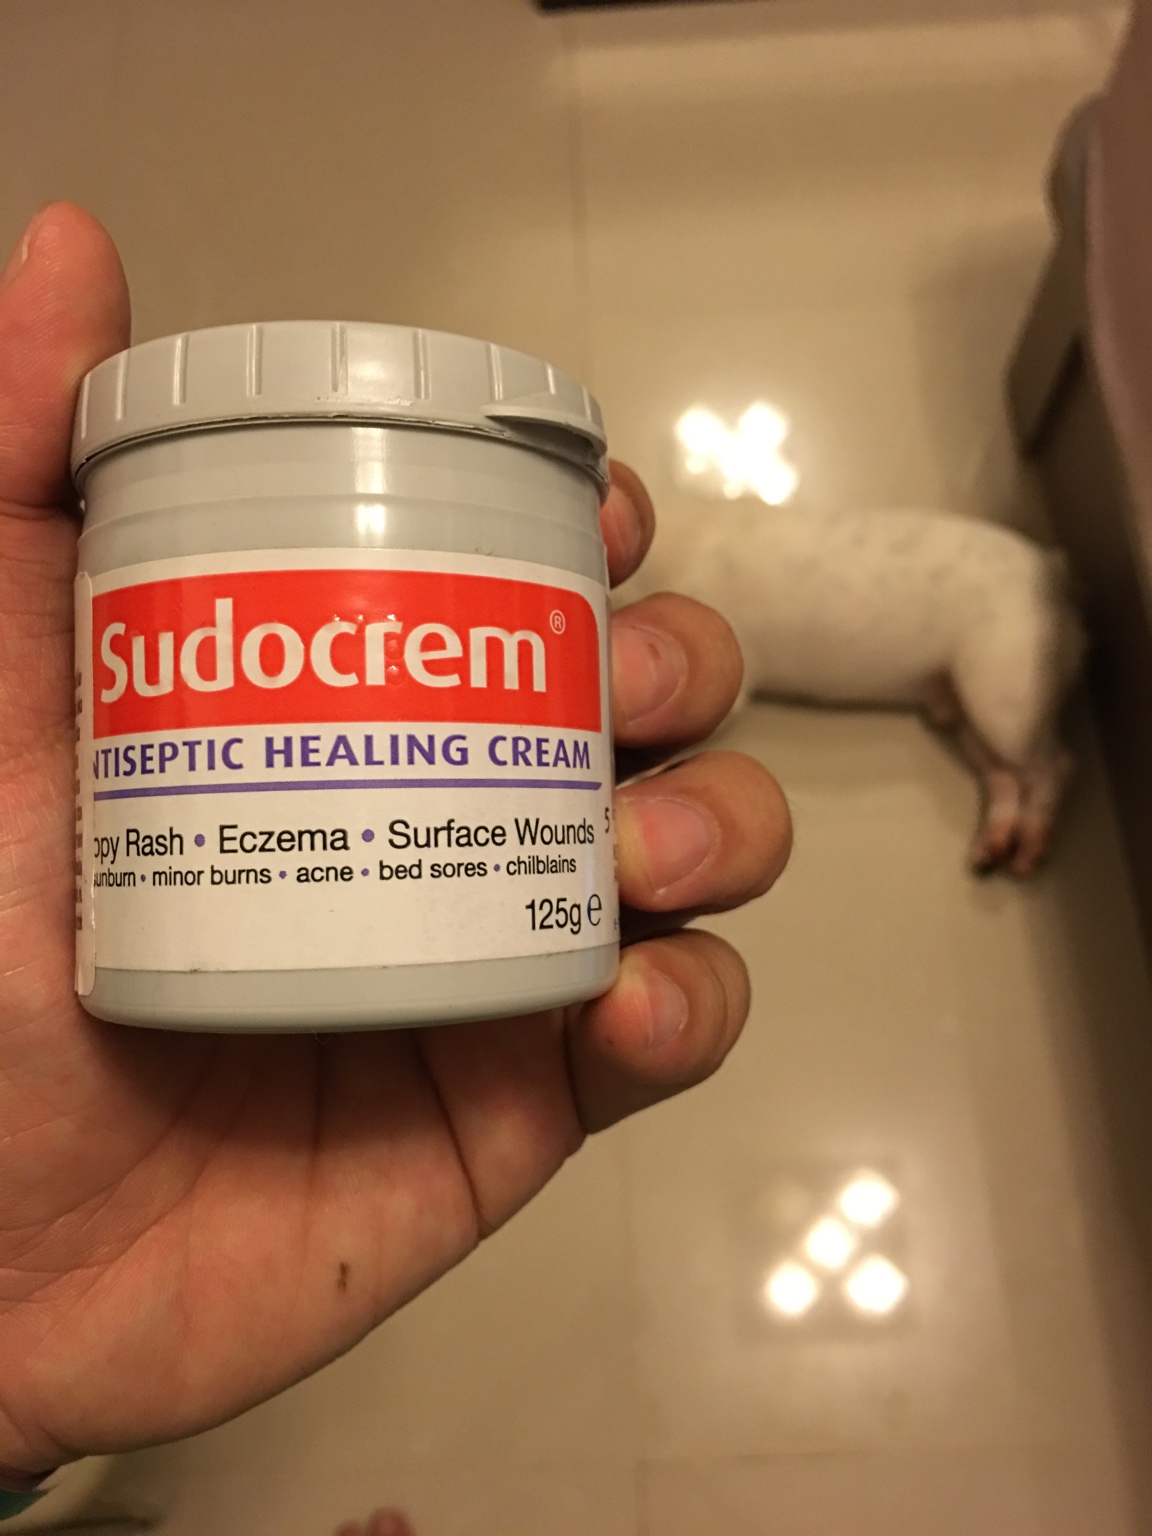 Sudocrem®
NTISEPTIC HEALING CREAM
ppy Rash • Eczema • Surface Wounds
sunburn • minor burns • acne • bed sores • chilblains
125g e